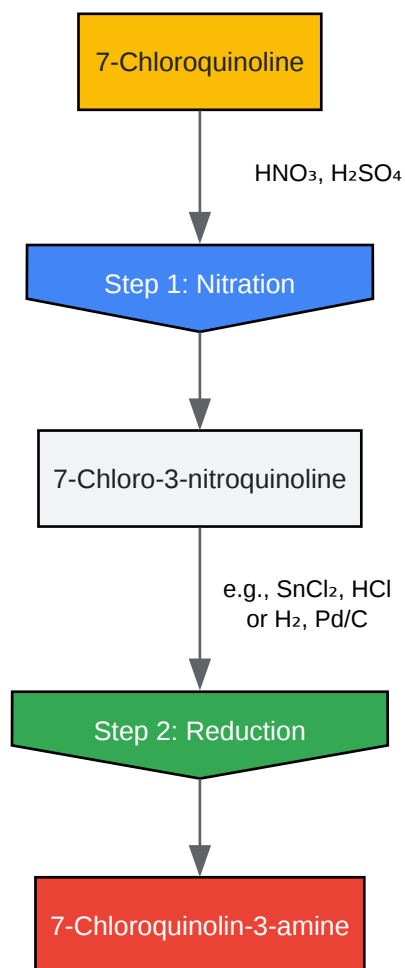 7-Chloroquinoline
HNO₃, H₂SO₄
Step 1: Nitration
7-Chloro-3-nitroquinoline
e.g., SnCl₂, HCl
or H₂, Pd/C
Step 2: Reduction
7-Chloroquinolin-3-amine